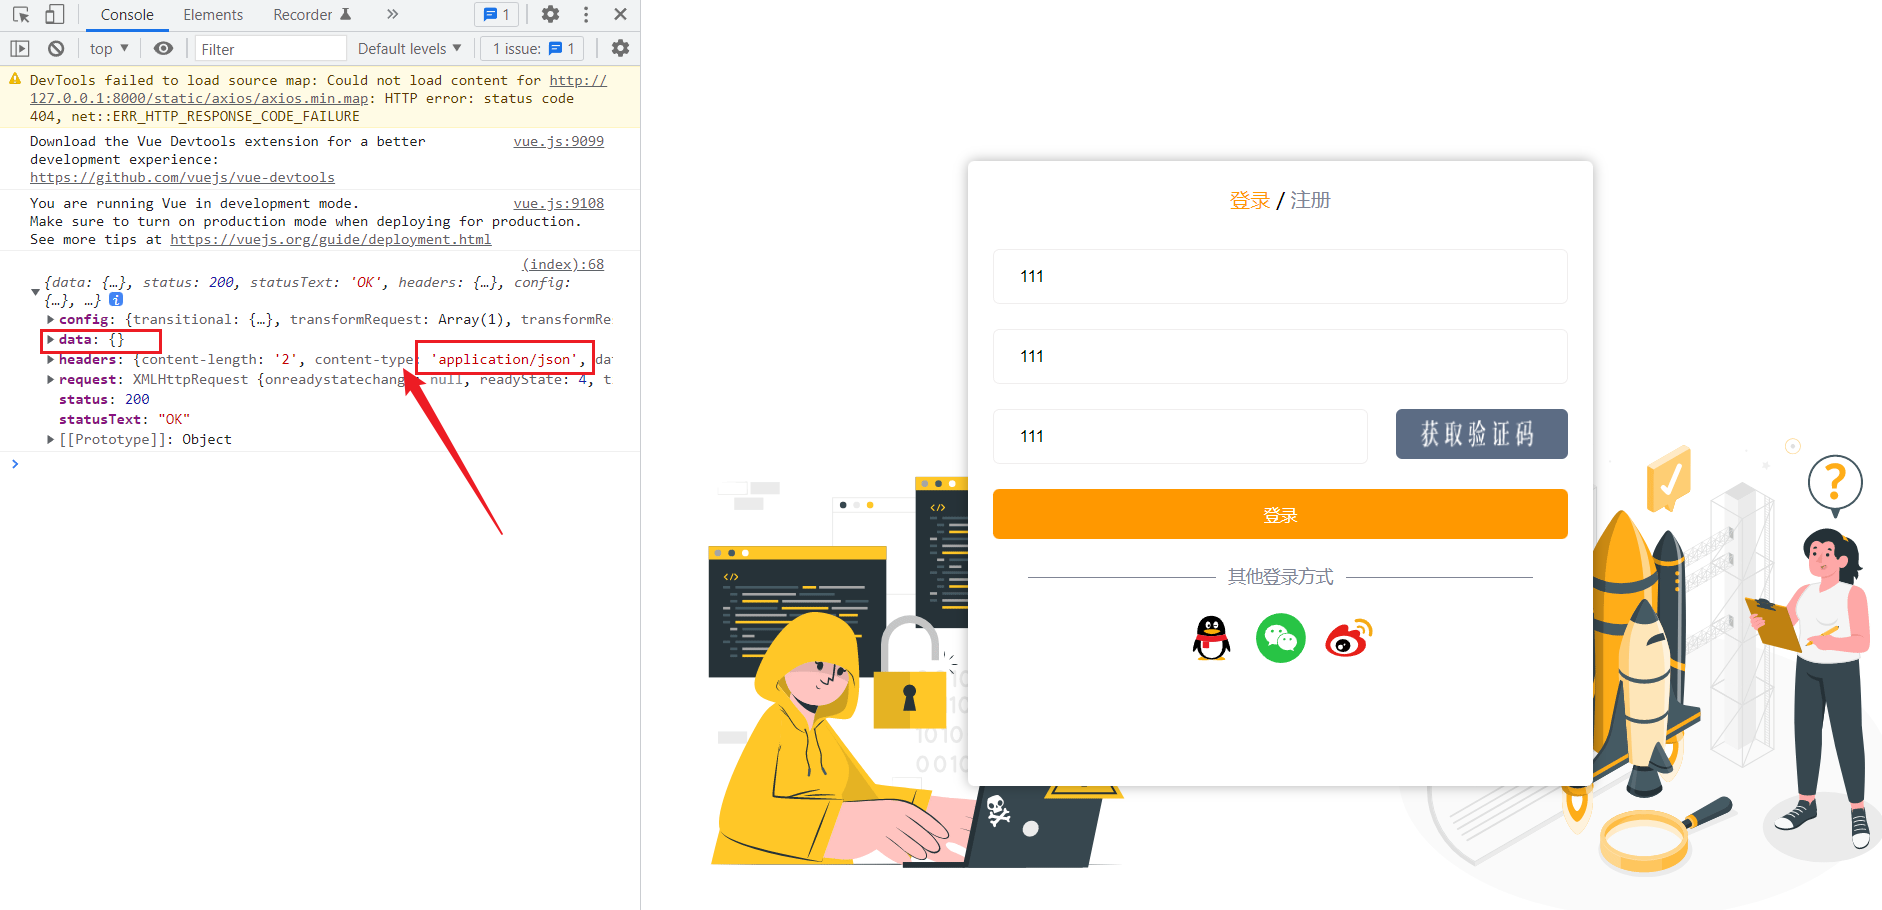 Console Elements Recorder 1
top Filter Default levels 1 issue: 1
DevTools failed to load source map: Could not load content for http://
127.0.0.1:8000/static/axios/axios.min.map: HTTP error: status code
404, net::ERR_HTTP_RESPONSE_CODE_FAILURE
Download the Vue Devtools extension for a better vue.js:9099
development experience:
https://github.com/vuejs/vue-devtools
You are running Vue in development mode. vue.js:9108
Make sure to turn on production mode when deploying for production.
See more tips at https://vuejs.org/guide/deployment.html
(index):68
{data: {…}, status: 200, statusText: 'OK', headers: {…}, config:
{…}, …}
config: {transitional: {…}, transformRequest: Array(1), transformRe
data: {}
headers: {content-length: '2', content-type: 'application/json', da
request: XMLHttpRequest {onreadystatechang null, readyState: 4, t
status: 200
statusText: "OK"
[[Prototype]]: Object
登录 / 注册
111
111
111
获取验证码
登录
其他登录方式